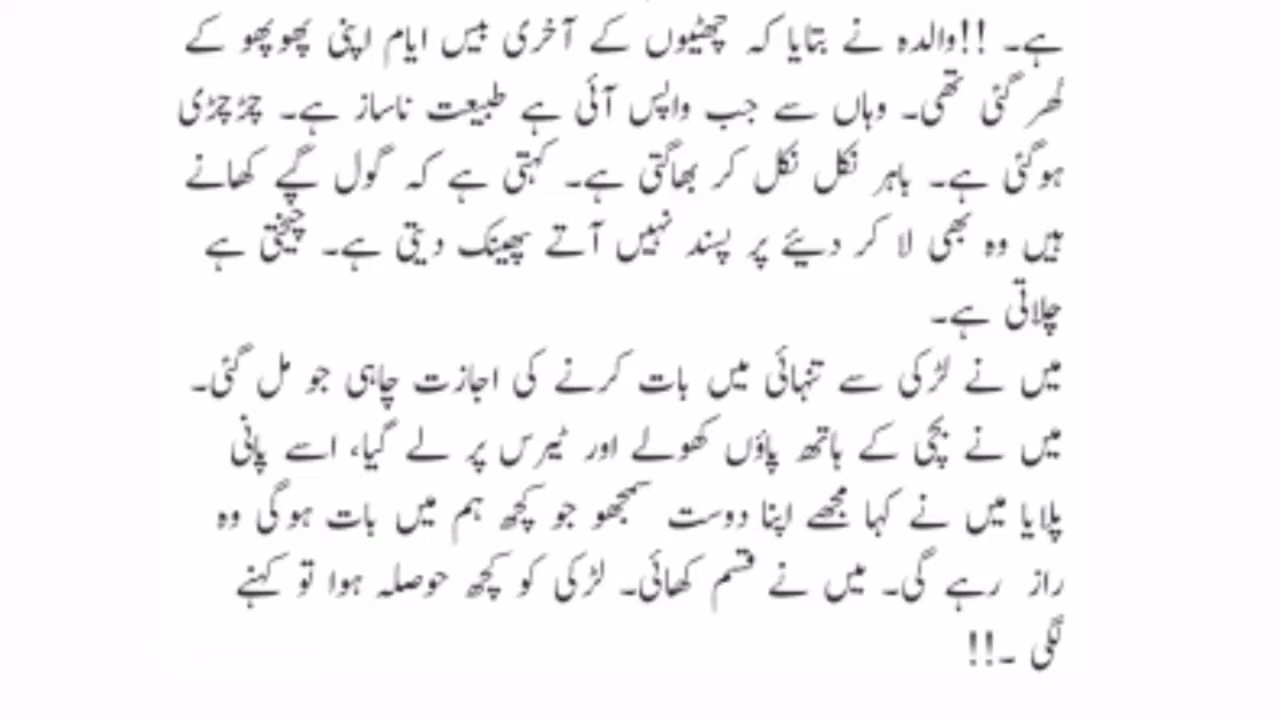 ہے۔ !!والدہ نے بتایا کہ چھٹیوں کے آخری بیس ایام اپنی پھوپھو کے
گھر گئی تھی۔ وہاں سے جب واپس آئی ہے طبیعت ناساز ہے۔ چڑچڑی
ہوگئی ہے۔ باہر نکل نکل کر بھاگتی ہے۔ کہتی ہے کہ گول گپے کھانے
ہیں وہ بھی لا کر دیئے پر پسند نہیں آتے پھینک دیتی ہے۔ چیختی ہے
چلاتی ہے۔
میں نے لڑکی سے تنہائی میں بات کرنے کی اجازت چاہی جو مل گئی۔
میں نے بچی کے ہاتھ پاؤں کھولے اور ٹیرس پر لے گیا، اسے پانی
پلایا میں نے کہا مجھے اپنا دوست سمجھو جو کچھ ہم میں بات ہوگی وہ
راز رہے گی۔ میں نے قسم کھائی۔ لڑکی کو کچھ حوصلہ ہوا تو کہنے
لگی ۔!!